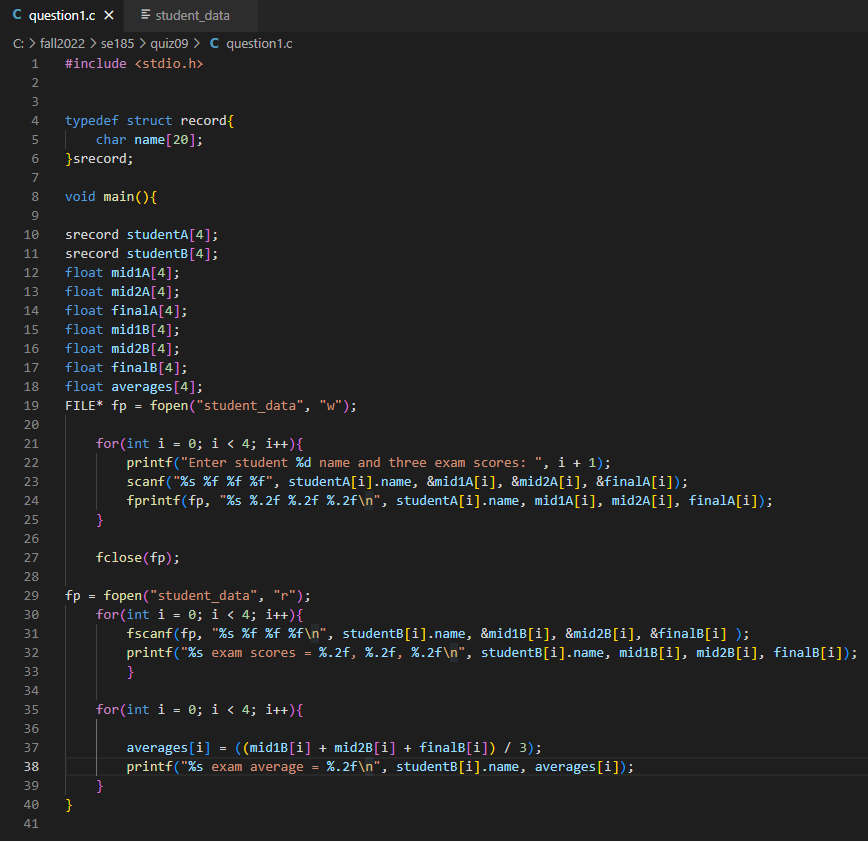 C question1.c × student_data
C: > fall2022 > se185 > quiz09 > C question1.c
1 #include <stdio.h>
2
3
4 typedef struct record{
5     char name[20];
6 }srecord;
7
8 void main(){
9
10 srecord studentA[4];
11 srecord studentB[4];
12 float mid1A[4];
13 float mid2A[4];
14 float finalA[4];
15 float mid1B[4];
16 float mid2B[4];
17 float finalB[4];
18 float averages[4];
19 FILE* fp = fopen("student_data", "w");
20
21     for(int i = 0; i < 4; i++){
22         printf("Enter student %d name and three exam scores: ", i + 1);
23         scanf("%s %f %f %f", studentA[i].name, &mid1A[i], &mid2A[i], &finalA[i]);
24         fprintf(fp, "%s %.2f %.2f %.2f\n", studentA[i].name, mid1A[i], mid2A[i], finalA[i]);
25     }
26
27     fclose(fp);
28
29 fp = fopen("student_data", "r");
30     for(int i = 0; i < 4; i++){
31         fscanf(fp, "%s %f %f %f\n", studentB[i].name, &mid1B[i], &mid2B[i], &finalB[i] );
32         printf("%s exam scores = %.2f, %.2f, %.2f\n", studentB[i].name, mid1B[i], mid2B[i], finalB[i]);
33         }
34
35     for(int i = 0; i < 4; i++){
36
37         averages[i] = ((mid1B[i] + mid2B[i] + finalB[i]) / 3);
38         printf("%s exam average = %.2f\n", studentB[i].name, averages[i]);
39     }
40 }
41